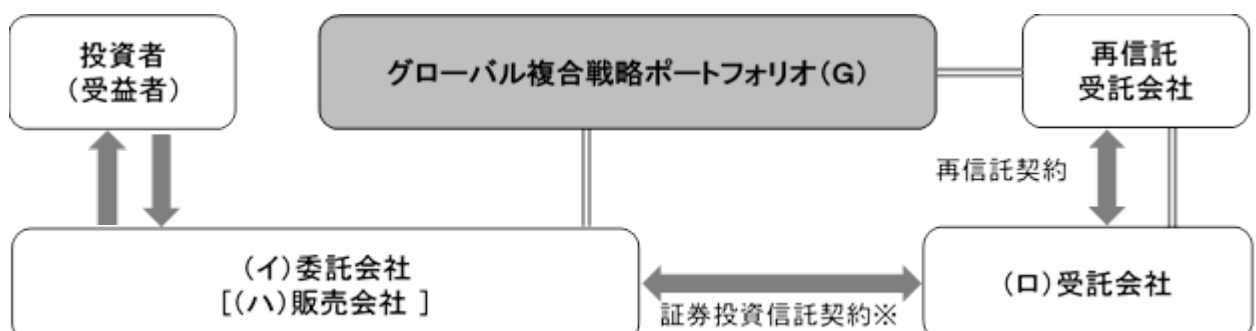 投資者
（受益者）
グローバル複合戦略ポートフォリオ（G）
再信託
受託会社
再信託契約
（イ）委託会社
[（ハ）販売会社 ]
証券投資信託契約※
（ロ）受託会社